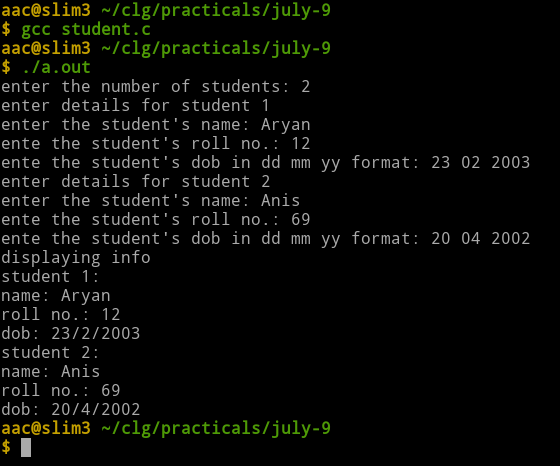 aac@slim3 ~/clg/practicals/july-9
$ gcc student.c
aac@slim3 ~/clg/practicals/july-9
$ ./a.out
enter the number of students: 2
enter details for student 1
enter the student's name: Aryan
ente the student's roll no.: 12
ente the student's dob in dd mm yy format: 23 02 2003
enter details for student 2
enter the student's name: Anis
ente the student's roll no.: 69
ente the student's dob in dd mm yy format: 20 04 2002
displaying info
student 1:
name: Aryan
roll no.: 12
dob: 23/2/2003
student 2:
name: Anis
roll no.: 69
dob: 20/4/2002
aac@slim3 ~/clg/practicals/july-9
$